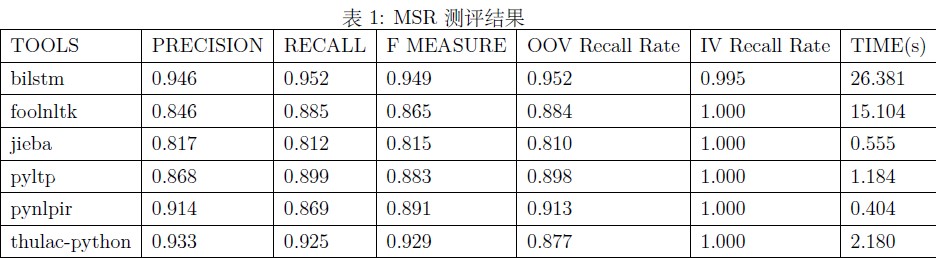 表 1: MSR 测评结果
TOOLS PRECISION RECALL F MEASURE OOV Recall Rate IV Recall Rate TIME(s)
bilstm 0.946 0.952 0.949 0.952 0.995 26.381
foolnltk 0.846 0.885 0.865 0.884 1.000 15.104
jieba 0.817 0.812 0.815 0.810 1.000 0.555
pyltp 0.868 0.899 0.883 0.898 1.000 1.184
pynlpir 0.914 0.869 0.891 0.913 1.000 0.404
thulac-python 0.933 0.925 0.929 0.877 1.000 2.180